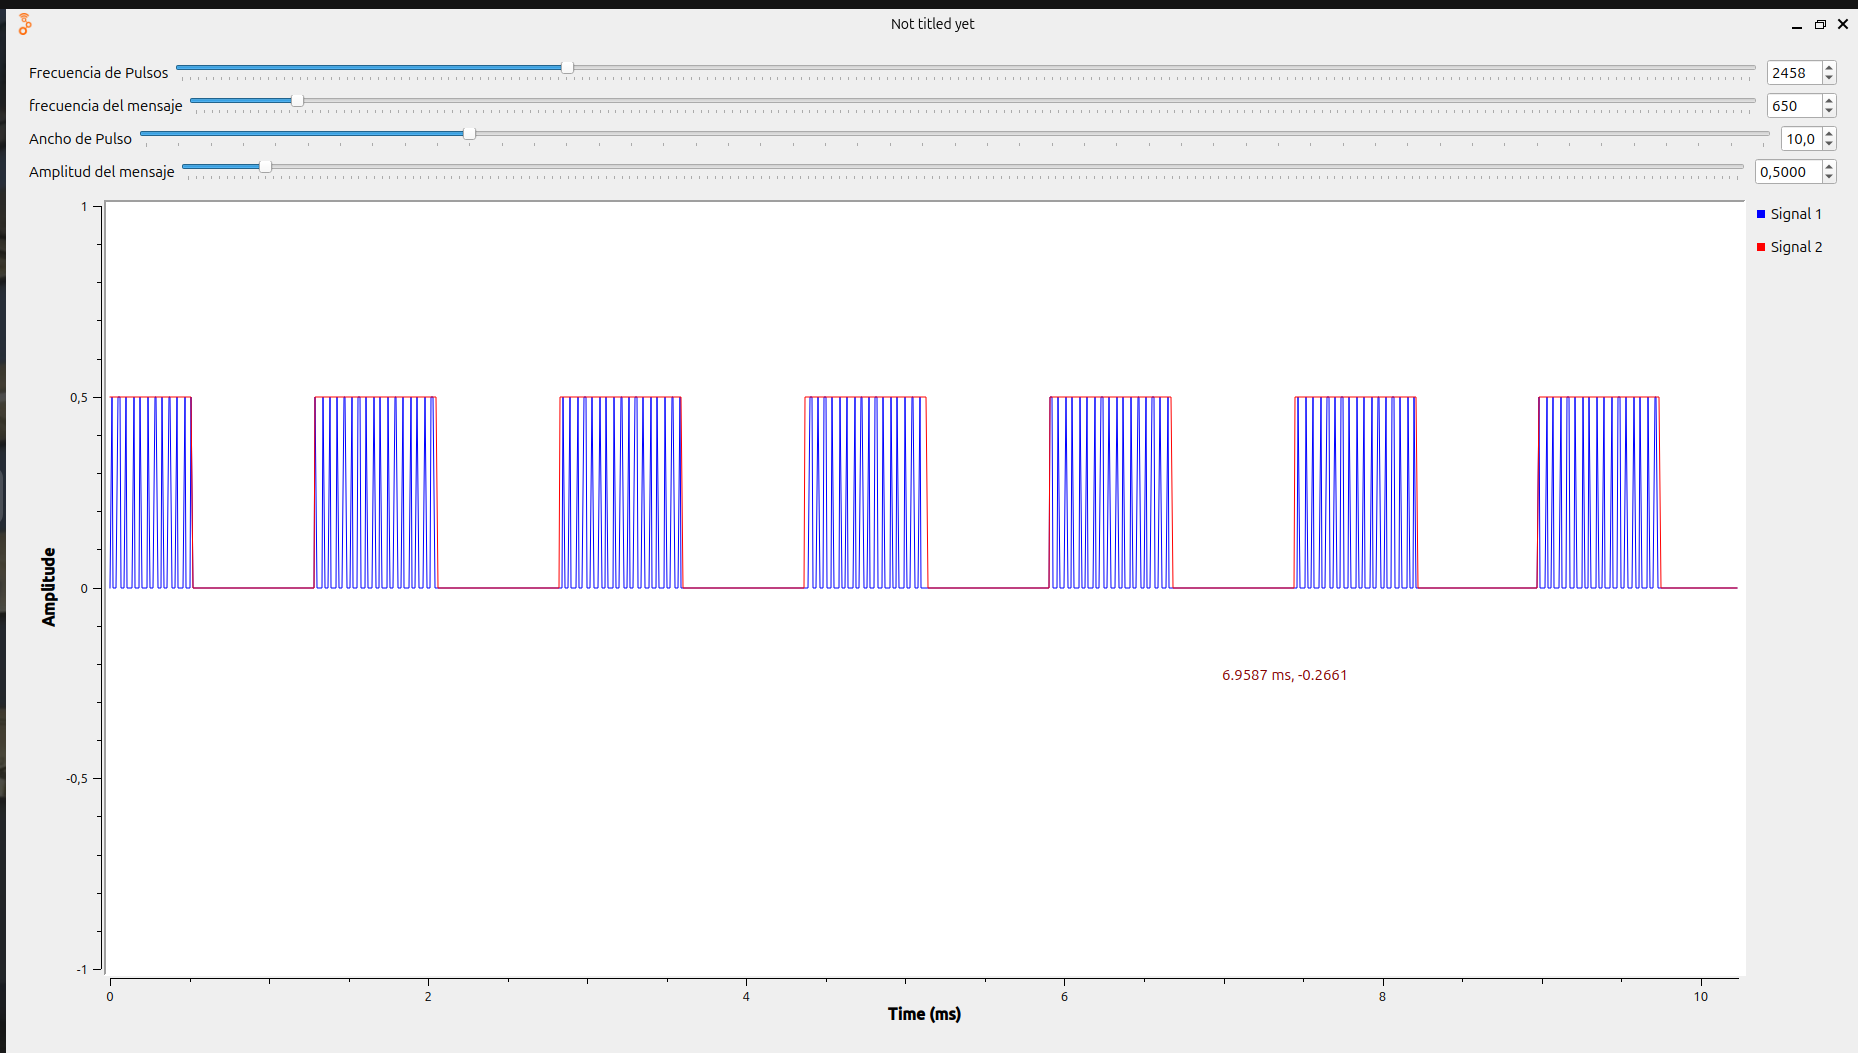 Not titled yet
Frecuencia de Pulsos 2458
frecuencia del mensaje 650
Ancho de Pulso 10,0
Amplitud del mensaje 0,5000
1
Signal 1
Signal 2
0,5
Amplitude
0
6.9587 ms, -0.2661
-0,5
-1
0 2 4 6 8 10
Time (ms)